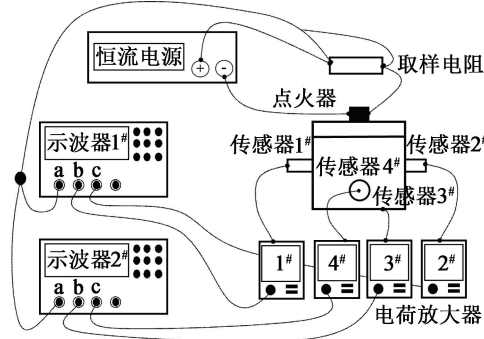 恒流电源
+ -
取样电阻
点火器
示波器1#
a b c
传感器1#
传感器2#
传感器4#
传感器3#
示波器2#
a b c
1# 4# 3# 2#
电荷放大器